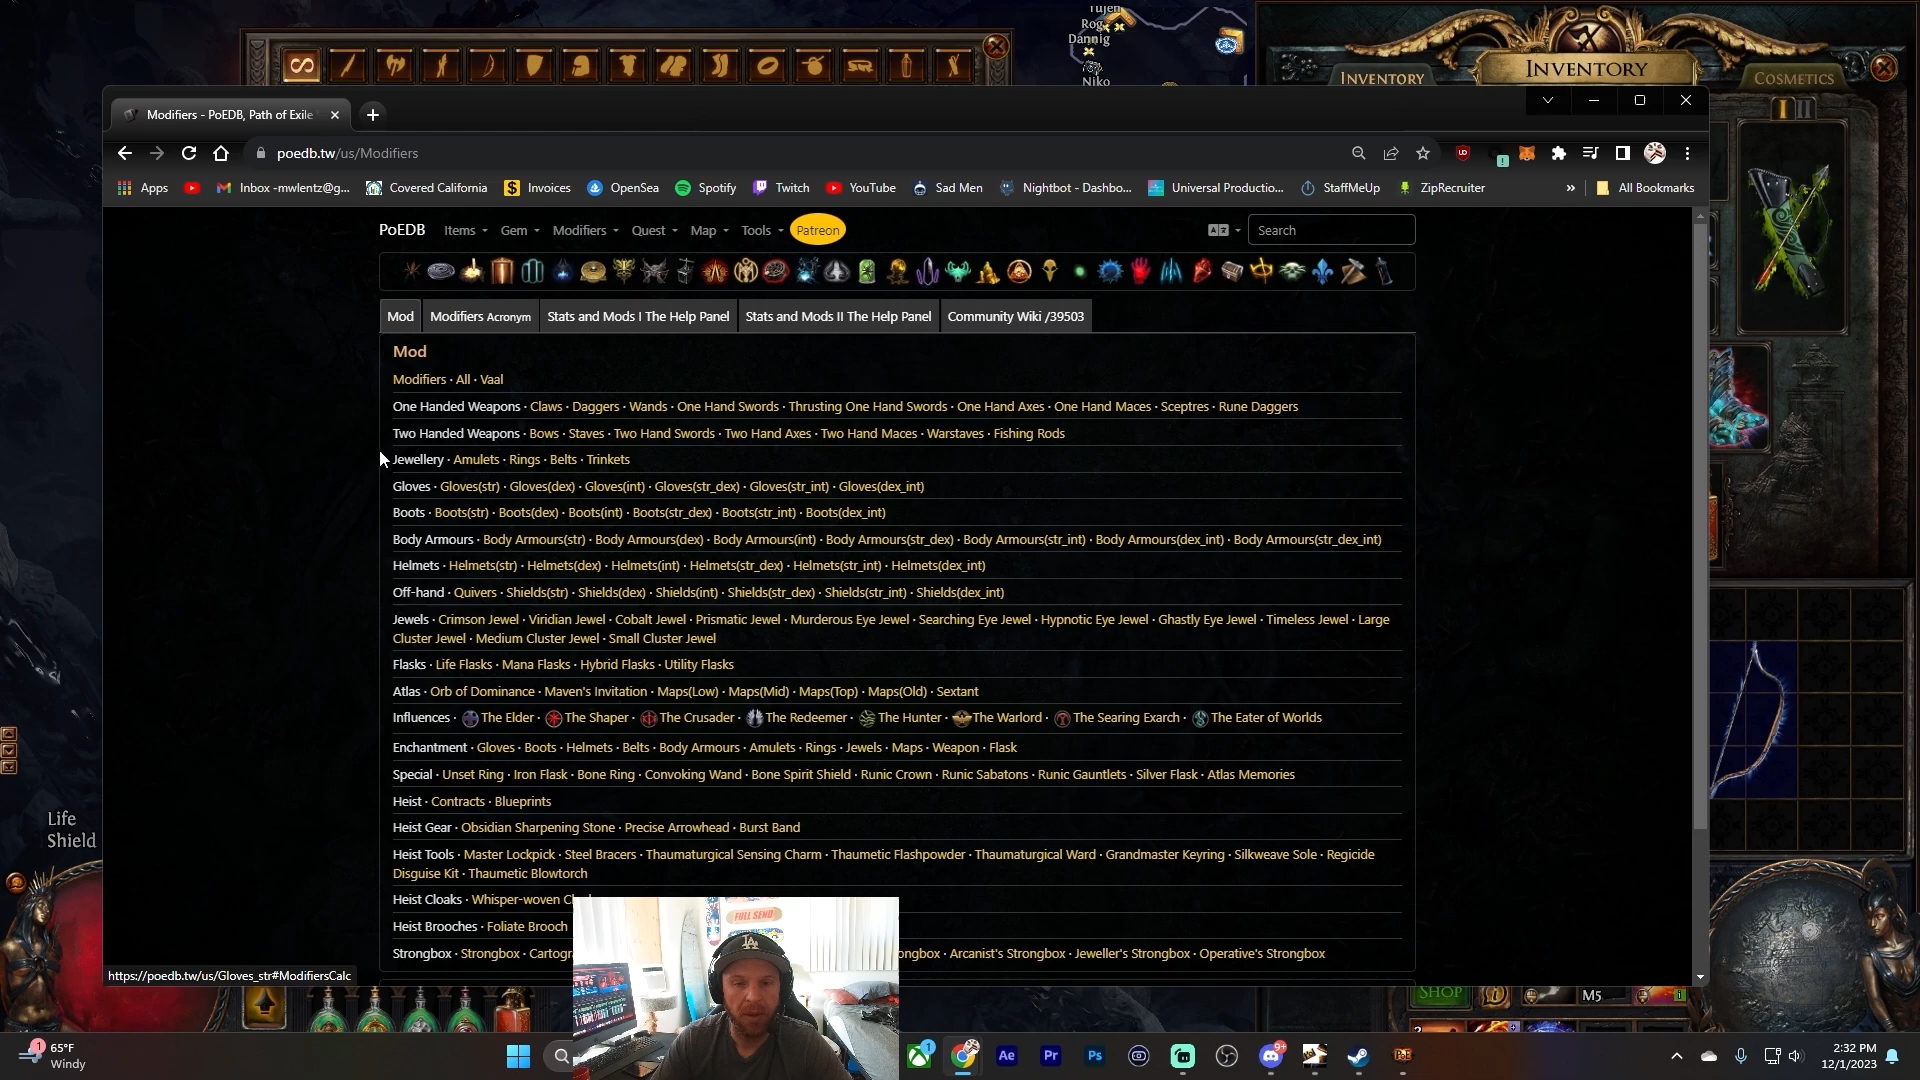 Tujen
Rog
Dannig
Niko
INVENTORY
INVENTORY
COSMETICS
I II
Modifiers - PoEDB, Path of Exile
poedb.tw/us/Modifiers
Apps
Inbox -mwlentz@g...
Covered California
Invoices
OpenSea
Spotify
Twitch
YouTube
Sad Men
Nightbot - Dashbo...
Universal Productio...
StaffMeUp
ZipRecruiter
»
All Bookmarks
PoEDB Items Gem Modifiers Quest Map Tools Patreon
Search
Mod
Modifiers Acronym
Stats and Mods I The Help Panel
Stats and Mods II The Help Panel
Community Wiki /39503
Mod
Modifiers · All · Vaal
One Handed Weapons · Claws · Daggers · Wands · One Hand Swords · Thrusting One Hand Swords · One Hand Axes · One Hand Maces · Sceptres · Rune Daggers
Two Handed Weapons · Bows · Staves · Two Hand Swords · Two Hand Axes · Two Hand Maces · Warstaves · Fishing Rods
Jewellery · Amulets · Rings · Belts · Trinkets
Gloves · Gloves(str) · Gloves(dex) · Gloves(int) · Gloves(str_dex) · Gloves(str_int) · Gloves(dex_int)
Boots · Boots(str) · Boots(dex) · Boots(int) · Boots(str_dex) · Boots(str_int) · Boots(dex_int)
Body Armours · Body Armours(str) · Body Armours(dex) · Body Armours(int) · Body Armours(str_dex) · Body Armours(str_int) · Body Armours(dex_int) · Body Armours(str_dex_int)
Helmets · Helmets(str) · Helmets(dex) · Helmets(int) · Helmets(str_dex) · Helmets(str_int) · Helmets(dex_int)
Off-hand · Quivers · Shields(str) · Shields(dex) · Shields(int) · Shields(str_dex) · Shields(str_int) · Shields(dex_int)
Jewels · Crimson Jewel · Viridian Jewel · Cobalt Jewel · Prismatic Jewel · Murderous Eye Jewel · Searching Eye Jewel · Hypnotic Eye Jewel · Ghastly Eye Jewel · Timeless Jewel · Large
Cluster Jewel · Medium Cluster Jewel · Small Cluster Jewel
Flasks · Life Flasks · Mana Flasks · Hybrid Flasks · Utility Flasks
Atlas · Orb of Dominance · Maven's Invitation · Maps(Low) · Maps(Mid) · Maps(Top) · Maps(Old) · Sextant
Influences · The Elder · The Shaper · The Crusader · The Redeemer · The Hunter · The Warlord · The Searing Exarch · The Eater of Worlds
Enchantment · Gloves · Boots · Helmets · Belts · Body Armours · Amulets · Rings · Jewels · Maps · Weapon · Flask
Special · Unset Ring · Iron Flask · Bone Ring · Convoking Wand · Bone Spirit Shield · Runic Crown · Runic Sabatons · Runic Gauntlets · Silver Flask · Atlas Memories
Heist · Contracts · Blueprints
Life
Shield
Heist Gear · Obsidian Sharpening Stone · Precise Arrowhead · Burst Band
Heist Tools · Master Lockpick · Steel Bracers · Thaumaturgical Sensing Charm · Thaumetic Flashpowder · Thaumaturgical Ward · Grandmaster Keyring · Silkweave Sole · Regicide
Disguise Kit · Thaumetic Blowtorch
Heist Cloaks · Whisper-woven
Heist Brooches · Foliate Brooch
FULL SEND
LA
Strongbox · Strongbox · Cartogr ongbox · Arcanist's Strongbox · Jeweller's Strongbox · Operative's Strongbox
https://poedb.tw/us/Gloves_str#ModifiersCalc
SHOP
M5
1
65°F
Windy
1
Ae
Pr
Ps
9+
PoE
2:32 PM
12/1/2023